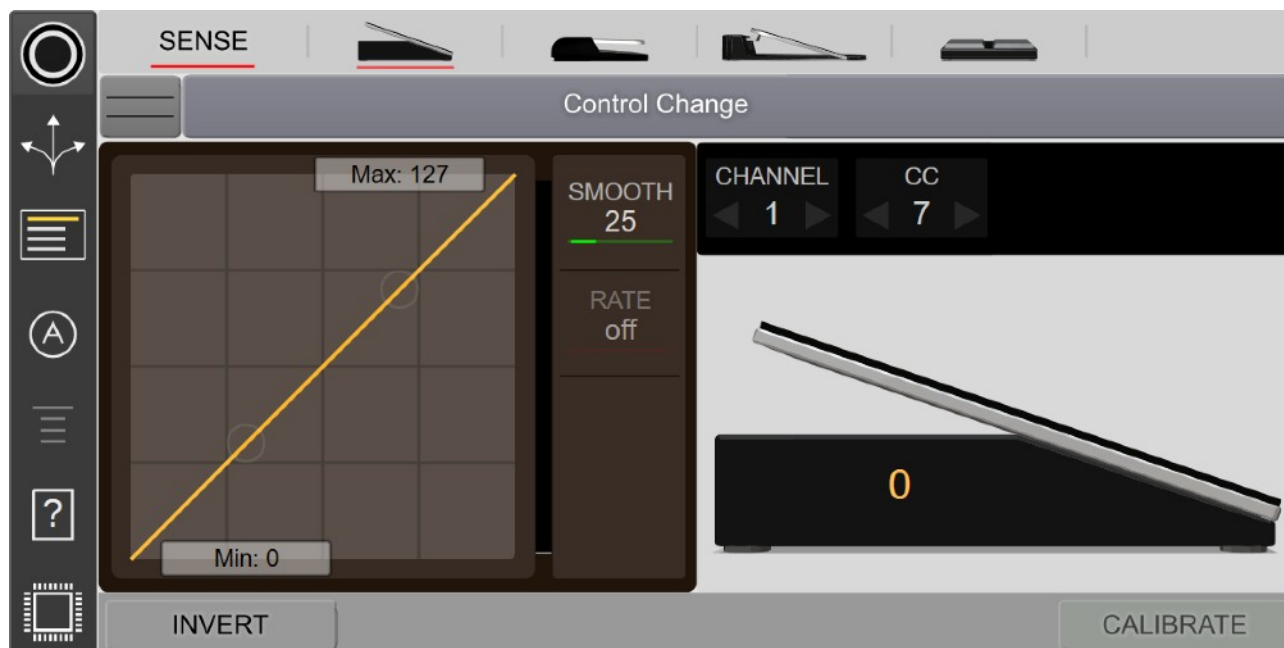 SENSE
Control Change
Max: 127
Min: 0
SMOOTH
25
RATE
off
CHANNEL
1
CC
7
0
A
?
INVERT
CALIBRATE